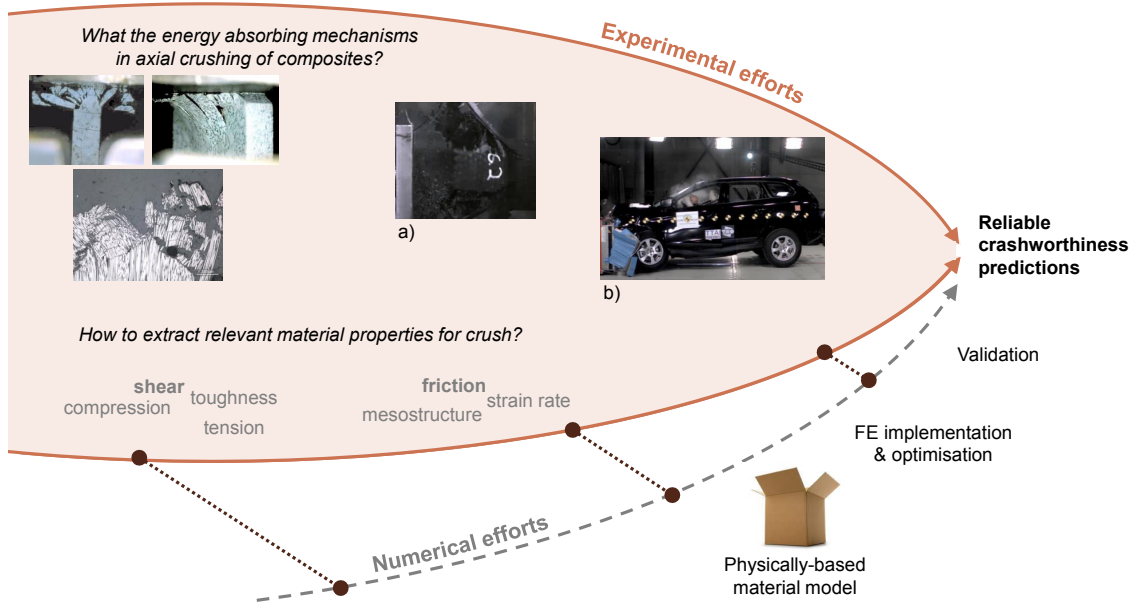 What the energy absorbing mechanisms
in axial crushing of composites?
Experimental efforts
6.2
a)
b)
Reliable
crashworthiness
predictions
How to extract relevant material properties for crush?
shear
toughness
compression
tension
friction
strain rate
mesostructure
Validation
FE implementation
& optimisation
Numerical efforts
Physically-based
material model